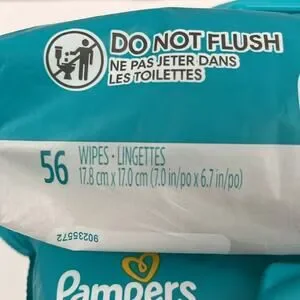 DO NOT FLUSH
NE PAS JETER DANS
LES TOILETTES
56 WIPES • LINGETTES
17.8 cm x 17.0 cm (7.0 in/po x 6.7 in/po)
90235572
Pampers